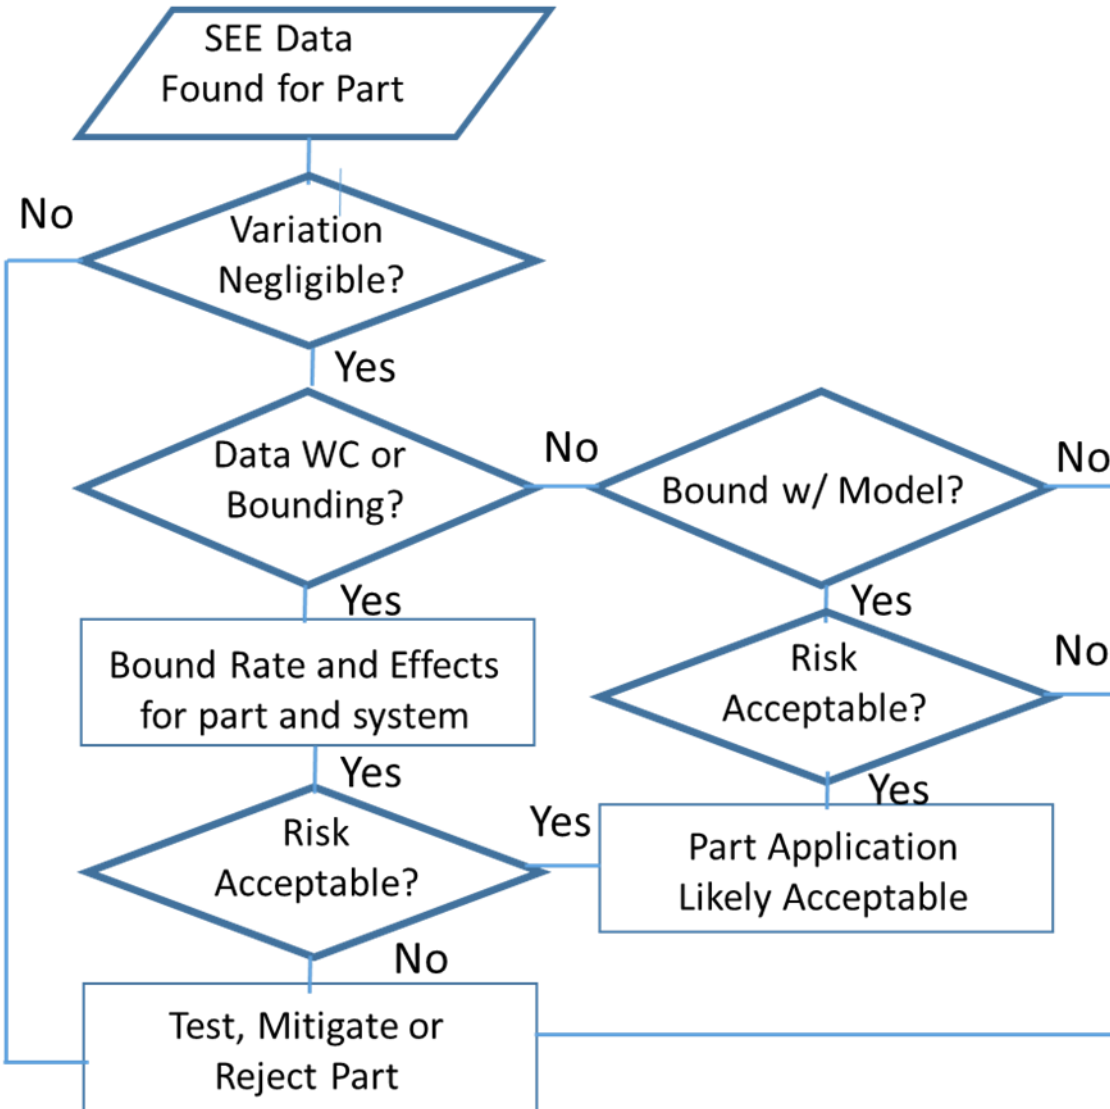 SEE Data
Found for Part
No
Variation
Negligible?
Yes
Data WC or
Bounding?
No
Bound w/ Model?
No
Yes
Yes
Bound Rate and Effects
for part and system
Risk
Acceptable?
No
Yes
Yes
Risk
Acceptable?
Yes
Part Application
Likely Acceptable
No
Test, Mitigate or
Reject Part